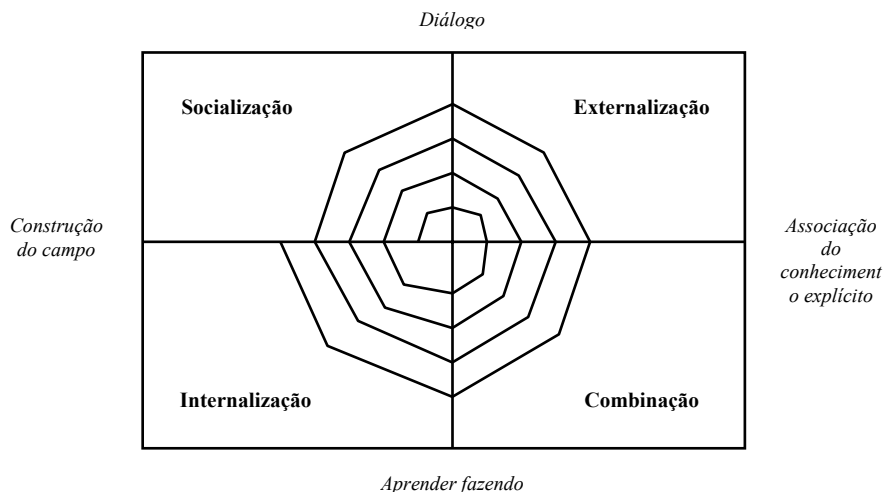 Diálogo
Socialização
Externalização
Construção
do campo
Associação
do
conheciment
o explícito
Internalização
Combinação
Aprender fazendo